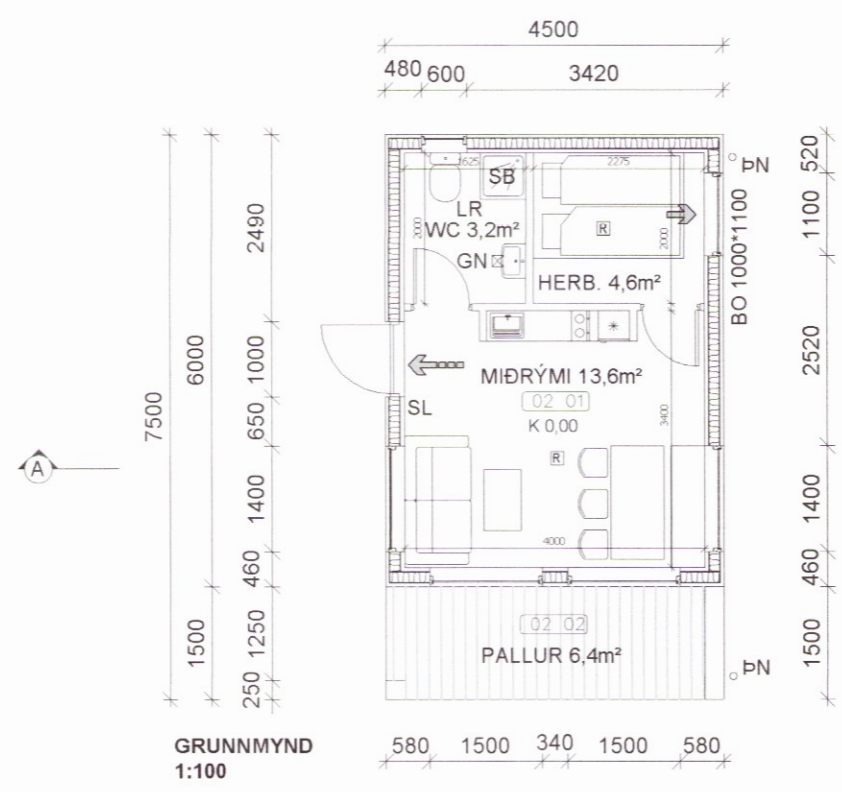 4500
480 600 3420
7500
6000
1500
2490
1000
650
1400
460
1250
250
1625
2275
SB
LR
WC 3,2m²
2000
GN
R
2000
HERB. 4,6m²
MIÐRÝMI 13,6m²
02 01
K 0,00
SL
3400
R
4000
02 02
PALLUR 6,4m²
ÞN
BO 1000*1100
ÞN
520
1100
2520
1400
460
1500
A
GRUNNMYND
1:100
580 1500 340 1500 580